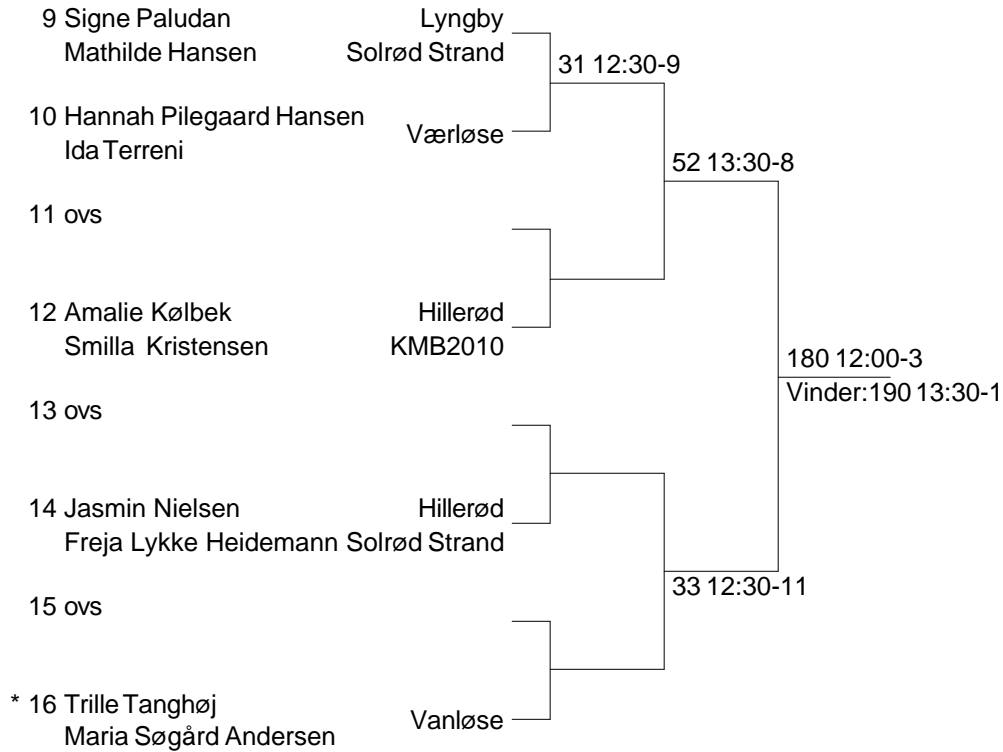 9 Signe Paludan Lyngby
Mathilde Hansen Solrød Strand
31 12:30-9
10 Hannah Pilegaard Hansen Værløse
Ida Terreni
52 13:30-8
11 ovs
12 Amalie Kølbek Hillerød
Smilla Kristensen KMB2010
180 12:00-3
Vinder:190 13:30-1
13 ovs
14 Jasmin Nielsen Hillerød
Freja Lykke Heidemann Solrød Strand
33 12:30-11
15 ovs
* 16 Trille Tanghøj Vanløse
Maria Søgård Andersen